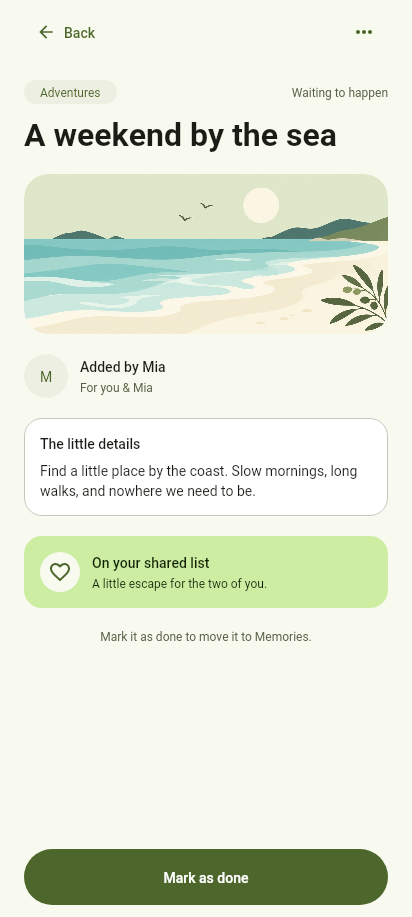 Back
Adventures
Waiting to happen
A weekend by the sea
M
Added by Mia
For you & Mia
The little details
Find a little place by the coast. Slow mornings, long
walks, and nowhere we need to be.
On your shared list
A little escape for the two of you.
Mark it as done to move it to Memories.
Mark as done